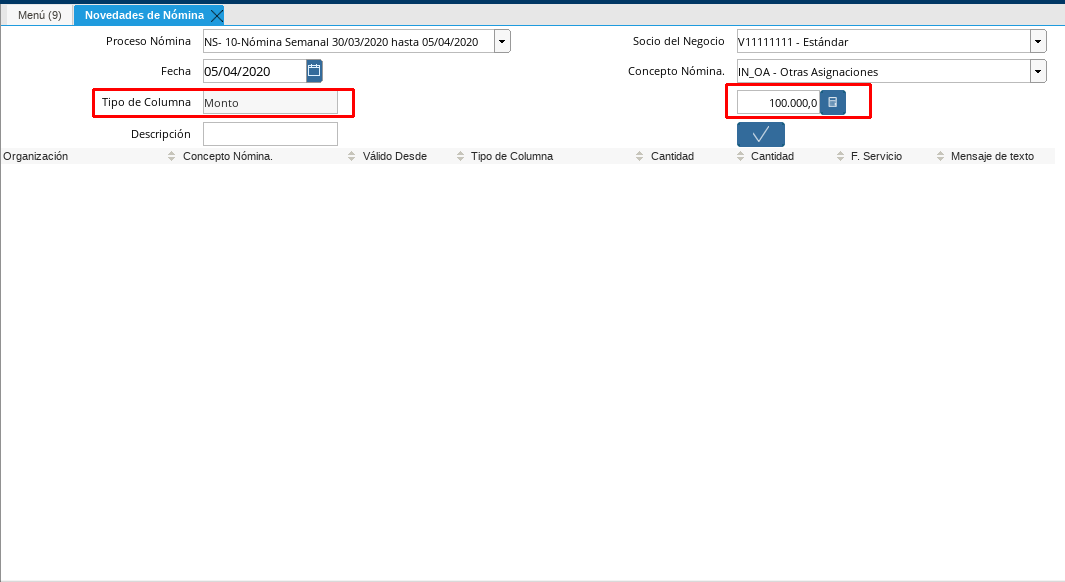 Menú (9) Novedades de Nómina
Proceso Nómina NS- 10-Nómina Semanal 30/03/2020 hasta 05/04/2020 Socio del Negocio V11111111 - Estándar
Fecha 05/04/2020 Concepto Nómina. IN_OA - Otras Asignaciones
Tipo de Columna Monto 100.000,0
Descripción
Organización Concepto Nómina. Válido Desde Tipo de Columna Cantidad Cantidad F. Servicio Mensaje de texto